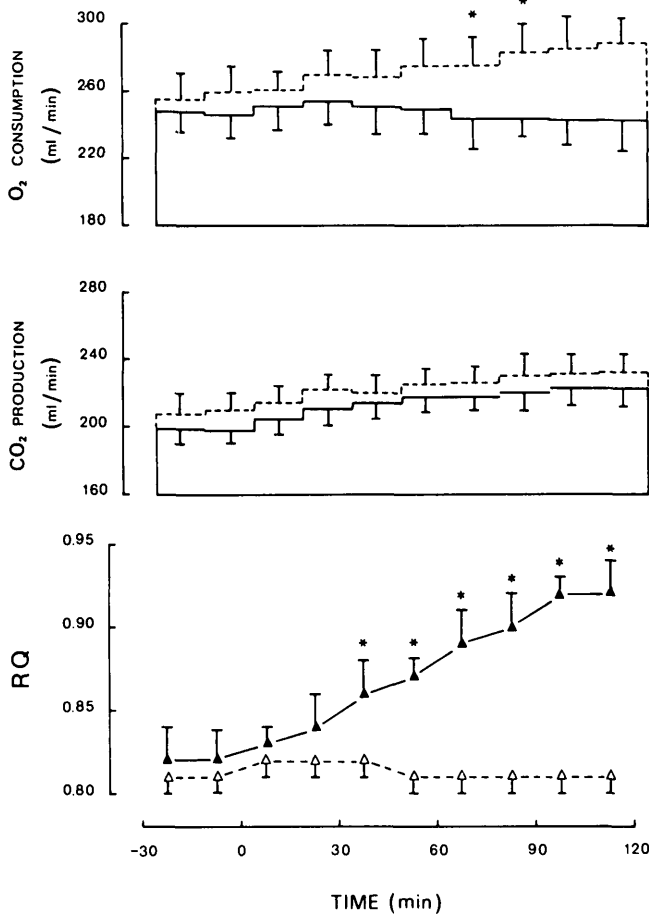 * *
300
260
220
180
O₂ CONSUMPTION
(ml/min)
280
240
200
160
CO₂ PRODUCTION
(ml/min)
0.95
0.90
0.85
0.80
RQ
* * * * * *
-30 0 30 60 90 120
TIME (min)